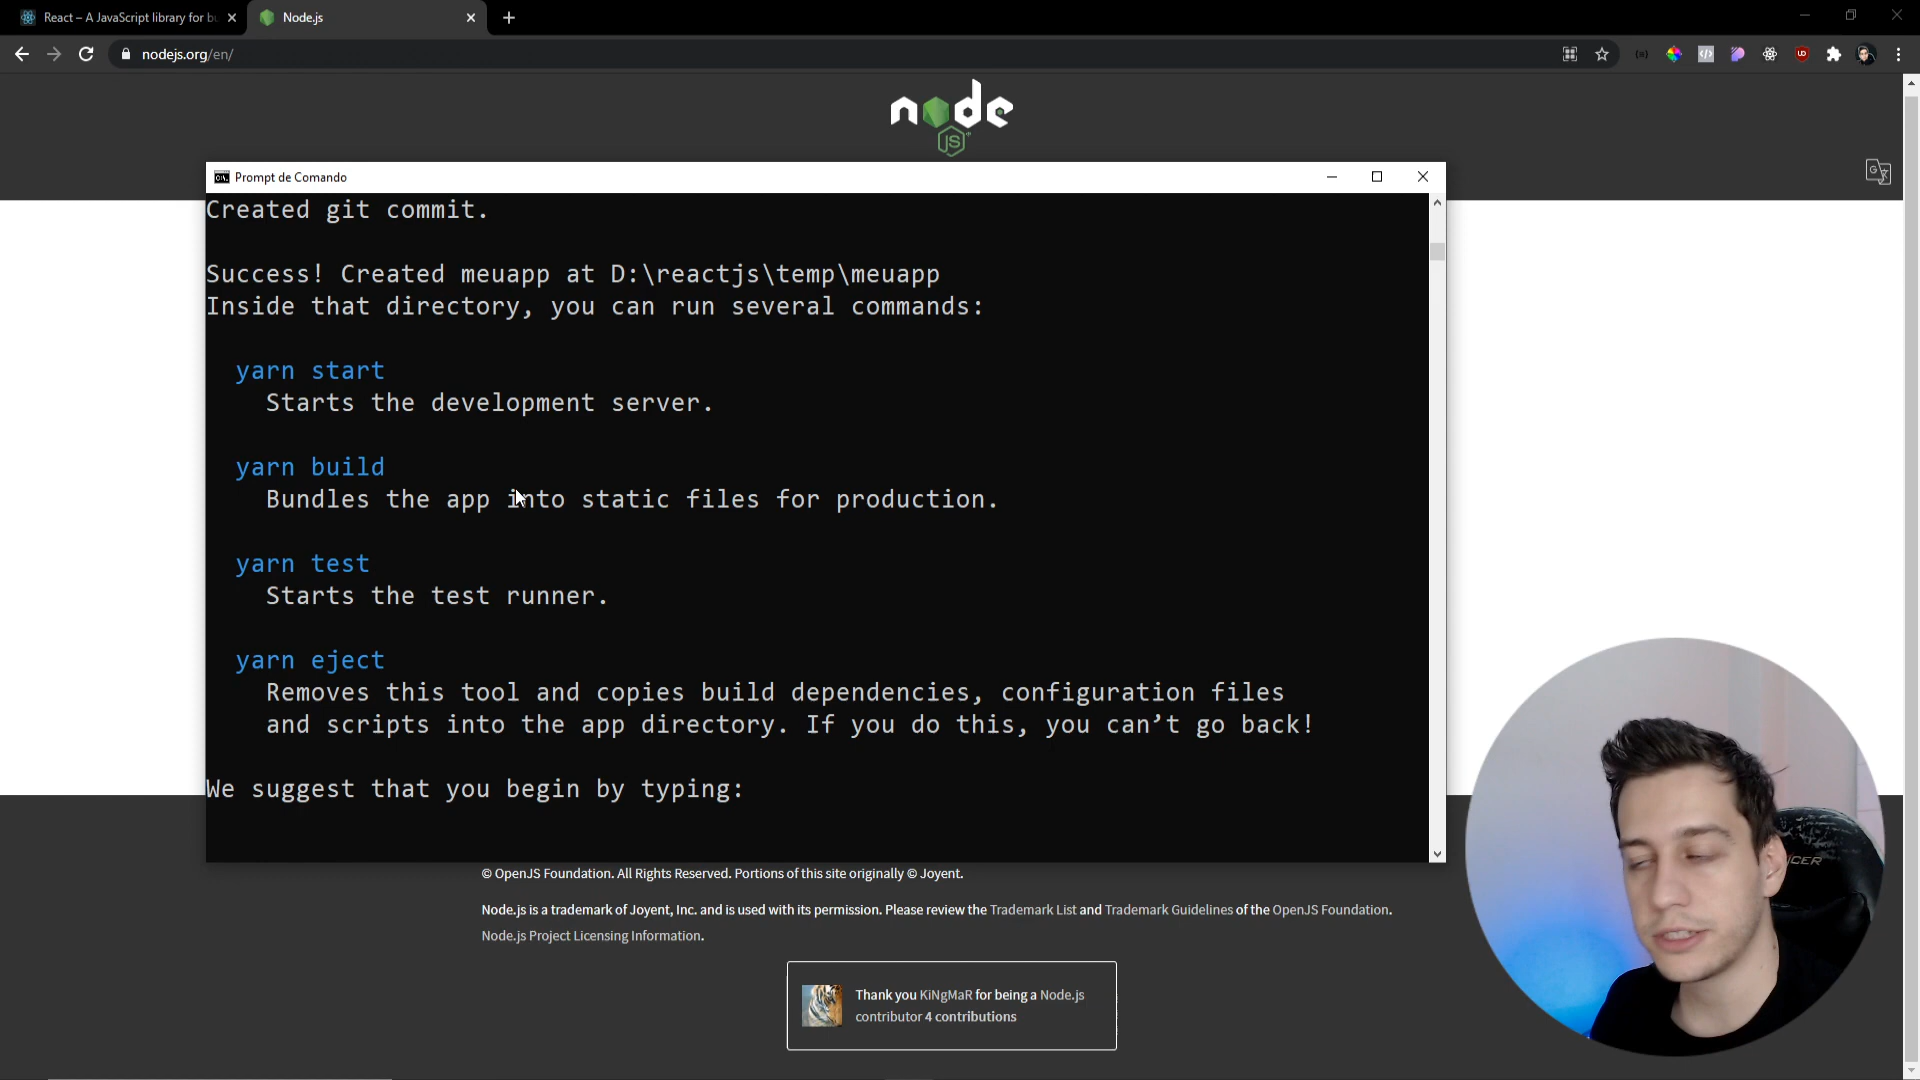 React – A JavaScript library for bu
Node.js
nodejs.org/en/
node
JS
Prompt de Comando
Created git commit.
Success! Created meuapp at D:\reactjs\temp\meuapp
Inside that directory, you can run several commands:
yarn start
Starts the development server.
yarn build
Bundles the app into static files for production.
yarn test
Starts the test runner.
yarn eject
Removes this tool and copies build dependencies, configuration files
and scripts into the app directory. If you do this, you can’t go back!
We suggest that you begin by typing:
© OpenJS Foundation. All Rights Reserved. Portions of this site originally © Joyent.
Node.js is a trademark of Joyent, Inc. and is used with its permission. Please review the Trademark List and Trademark Guidelines of the OpenJS Foundation.
Node.js Project Licensing Information.
Thank you KiNgMaR for being a Node.js
contributor 4 contributions